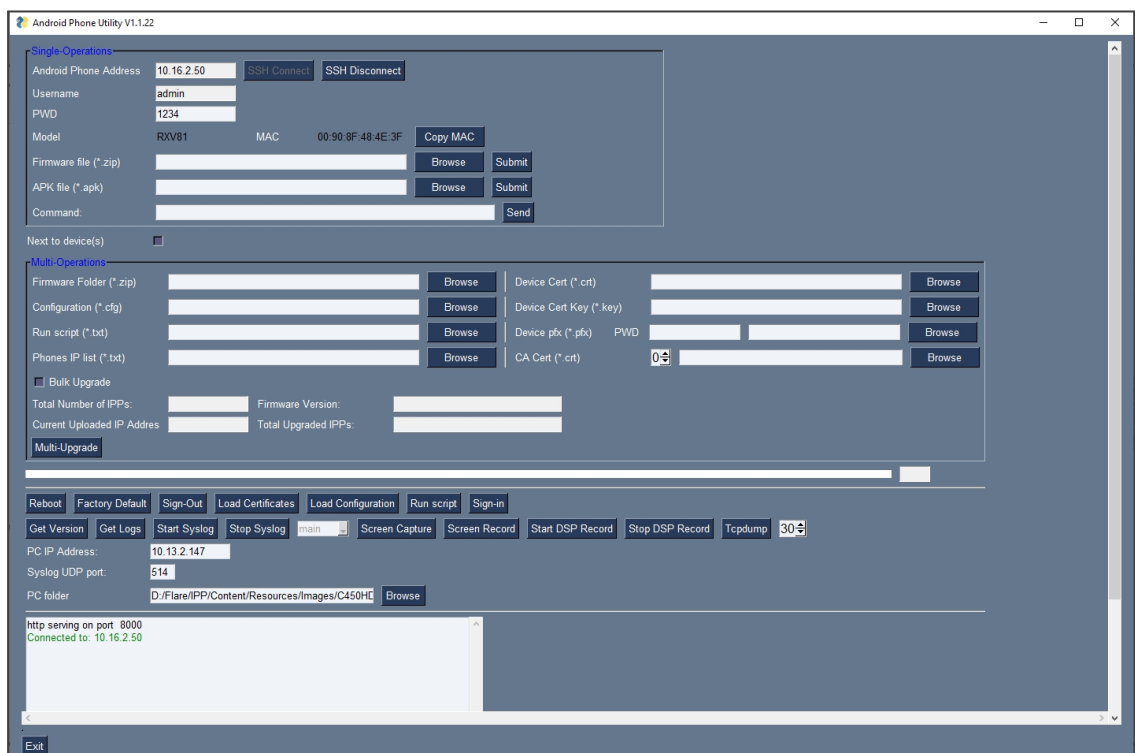 Android Phone Utility V1.1.22
Single-Operations
Android Phone Address 10.16.2.50 SSH Connect SSH Disconnect
Username admin
PWD 1234
Model RXV81 MAC 00:90:8F:48:4E:3F Copy MAC
Firmware file (*.zip) Browse Submit
APK file (*.apk) Browse Submit
Command: Send
Next to device(s)
Multi-Operations
Firmware Folder (*.zip) Browse Device Cert (*.crt) Browse
Configuration (*.cfg) Browse Device Cert Key (*.key) Browse
Run script (*.txt) Browse Device pfx (*.pfx) PWD Browse
Phones IP list (*.txt) Browse CA Cert (*.crt) 0 Browse
Bulk Upgrade
Total Number of IPPs: Firmware Version:
Current Uploaded IP Addres Total Upgraded IPPs:
Multi-Upgrade
Reboot Factory Default Sign-Out Load Certificates Load Configuration Run script Sign-in
Get Version Get Logs Start Syslog Stop Syslog main Screen Capture Screen Record Start DSP Record Stop DSP Record Tcpdump 30
PC IP Address: 10.13.2.147
Syslog UDP port: 514
PC folder D:/Flare/IPP/Content/Resources/Images/C450HD Browse
http serving on port 8000
Connected to: 10.16.2.50
Exit